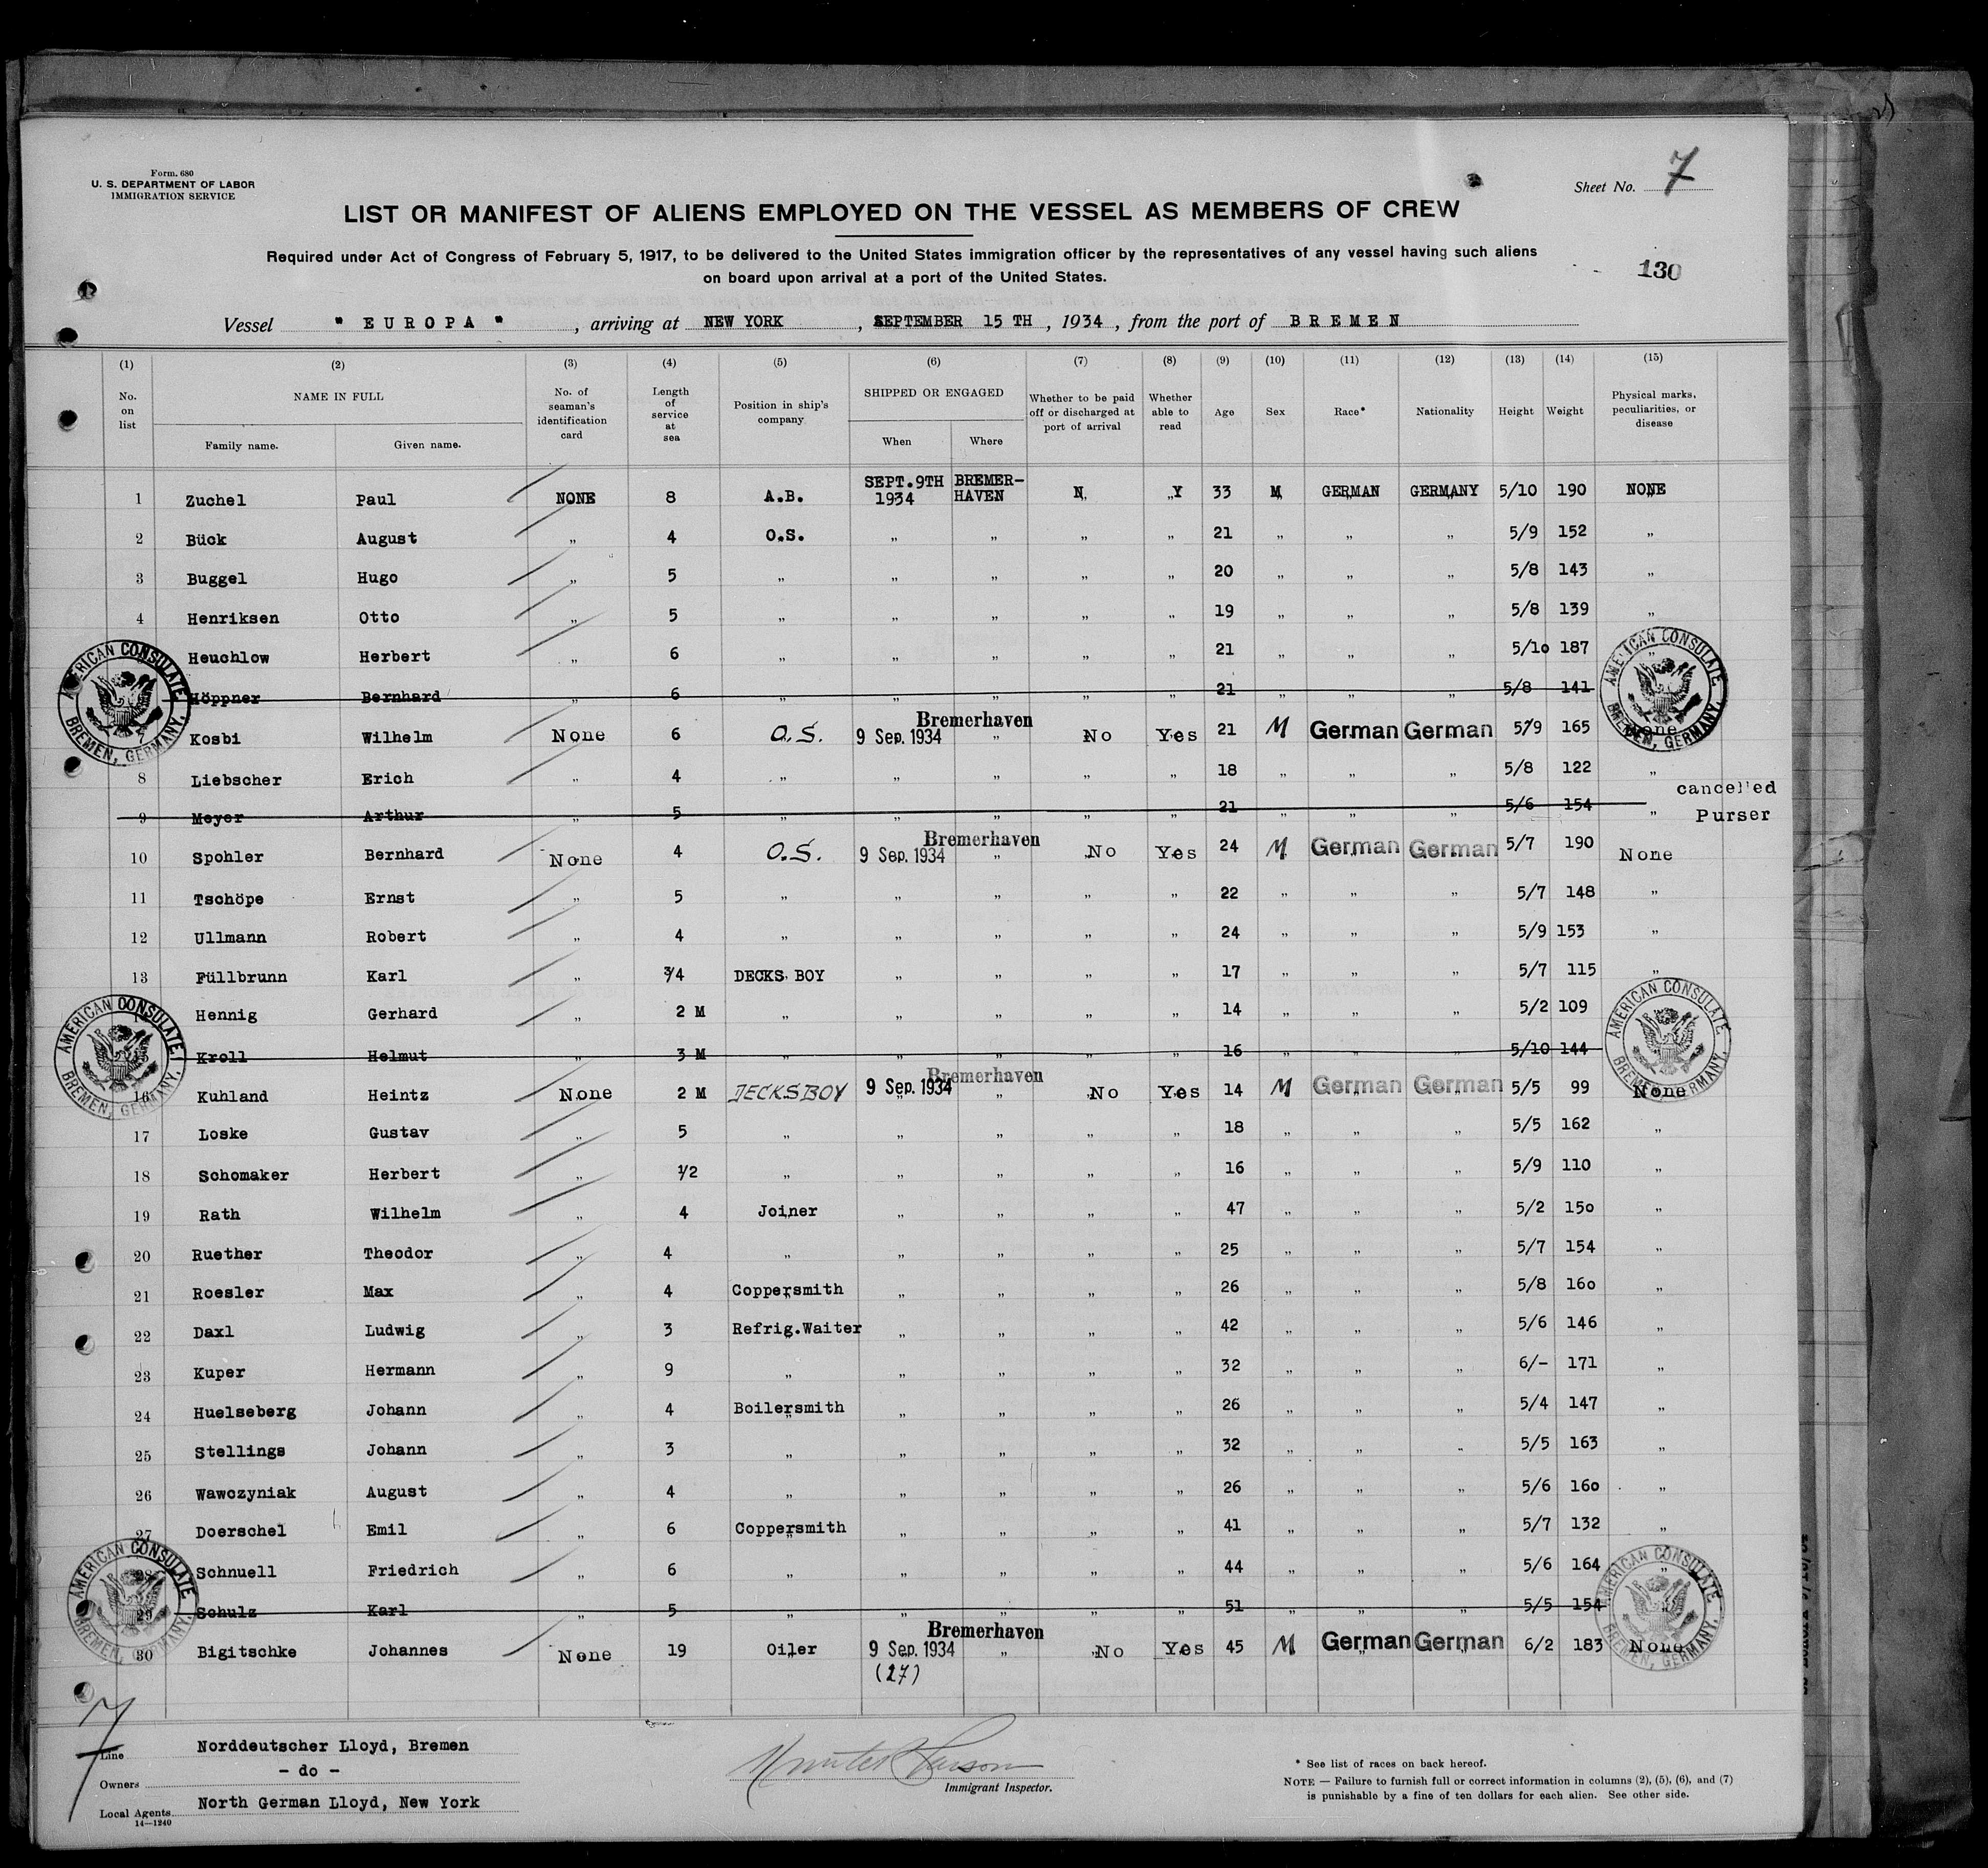 Form. 680
U. S. DEPARTMENT OF LABOR
IMMIGRATION SERVICE
Sheet No. 7
LIST OR MANIFEST OF ALIENS EMPLOYED ON THE VESSEL AS MEMBERS OF CREW
Required under Act of Congress of February 5, 1917, to be delivered to the United States immigration officer by the representatives of any vessel having such aliens
on board upon arrival at a port of the United States.
130
Vessel " EUROPA " , arriving at NEW YORK , SEPTEMBER 15 TH , 1934 , from the port of BREMEN
(1) (2) (3) (4) (5) (6) (7) (8) (9) (10) (11) (12) (13) (14) (15)
No. on list NAME IN FULL Family name. Given name. No. of seaman's identification card Length of service at sea Position in ship's company SHIPPED OR ENGAGED When Where Whether to be paid off or discharged at port of arrival Whether able to read Age Sex Race* Nationality Height Weight Physical marks, peculiarities, or disease
1 Zuchel Paul NONE 8 A.B. SEPT.9TH 1934 BREMER-HAVEN N Y 33 M GERMAN GERMANY 5/10 190 NONE
2 Bück August " 4 O.S. " " " " 21 " " " 5/9 152 "
3 Buggel Hugo " 5 " " " " " 20 " " " 5/8 143 "
4 Henriksen Otto " 5 " " " " " 19 " " " 5/8 139 "
Heuchlow Herbert " 6 " " " " " 21 " " " 5/10 187 "
Höppner Bernhard " 6 " " " " " 21 " " " 5/8 141
7 Kosbi Wilhelm None 6 O.S. 9 Sep. 1934 Bremerhaven " No Yes 21 M German German 5/9 165 None
8 Liebscher Erich " 4 " " " " " 18 " " " 5/8 122 "
9 Meyer Arthur " 5 " " " " " 21 5/6 154 " cancelled Purser
10 Spohler Bernhard None 4 O.S. 9 Sep. 1934 Bremerhaven " No Yes 24 M German German 5/7 190 None
11 Tschöpe Ernst " 5 " " " " " 22 " " " 5/7 148 "
12 Ullmann Robert " 4 " " " " " 24 " " " 5/9 153 "
13 Füllbrunn Karl " 3/4 DECKS BOY " " " " 17 " " " 5/7 115 "
Hennig Gerhard " 2 M " " " " " 14 " " " 5/2 109
Kroll Helmut " 3 M " " " " " 16 " " " 5/10 144
16 Kuhland Heintz None 2 M DECKSBOY 9 Sep. 1934 Bremerhaven " No Yes 14 M German German 5/5 99 None
17 Loske Gustav " 5 " " " " " 18 " " " 5/5 162 "
18 Schomaker Herbert " 1/2 " " " " " 16 " " " 5/9 110 "
19 Rath Wilhelm " 4 Joiner " " " " 47 " " " 5/2 150 "
20 Ruether Theodor " 4 " " " " " 25 " " " 5/7 154 "
21 Roesler Max " 4 Coppersmith " " " " 26 " " " 5/8 160 "
22 Daxl Ludwig " 3 Refrig.Waiter " " " " 42 " " " 5/6 146 "
23 Kuper Hermann " 9 " " " " " 32 " " " 6/- 171 "
24 Huelseberg Johann " 4 Boilersmith " " " " 26 " " " 5/4 147 "
25 Stellings Johann " 3 " " " " " 32 " " " 5/5 163 "
26 Wawczyniak August " 4 " " " " " 26 " " " 5/6 160 "
27 Doerschel Emil " 6 Coppersmith " " " " 41 " " " 5/7 132 "
28 Schnuell Friedrich " 6 " " " " " 44 " " " 5/6 164 "
29 Schulz Karl " 5 " " " " " 51 " " " 5/5 154 "
30 Bigitschke Johannes None 19 Oiler 9 Sep. 1934 Bremerhaven " No Yes 45 M German German 6/2 183 None
(27)
AMERICAN CONSULATE BREMEN, GERMANY.
AMERICAN CONSULATE BREMEN, GERMANY.
AMERICAN CONSULATE BREMEN, GERMANY.
AMERICAN CONSULATE BREMEN, GERMANY.
AMERICAN CONSULATE BREMEN, GERMANY.
AMERICAN CONSULATE BREMEN, GERMANY.
7
Line Norddeutscher Lloyd, Bremen
Owners - do -
Local Agents North German Lloyd, New York
14—1240
Immigrant Inspector.
* See list of races on back hereof.
NOTE — Failure to furnish full or correct information in columns (2), (5), (6), and (7)
is punishable by a fine of ten dollars for each alien. See other side.